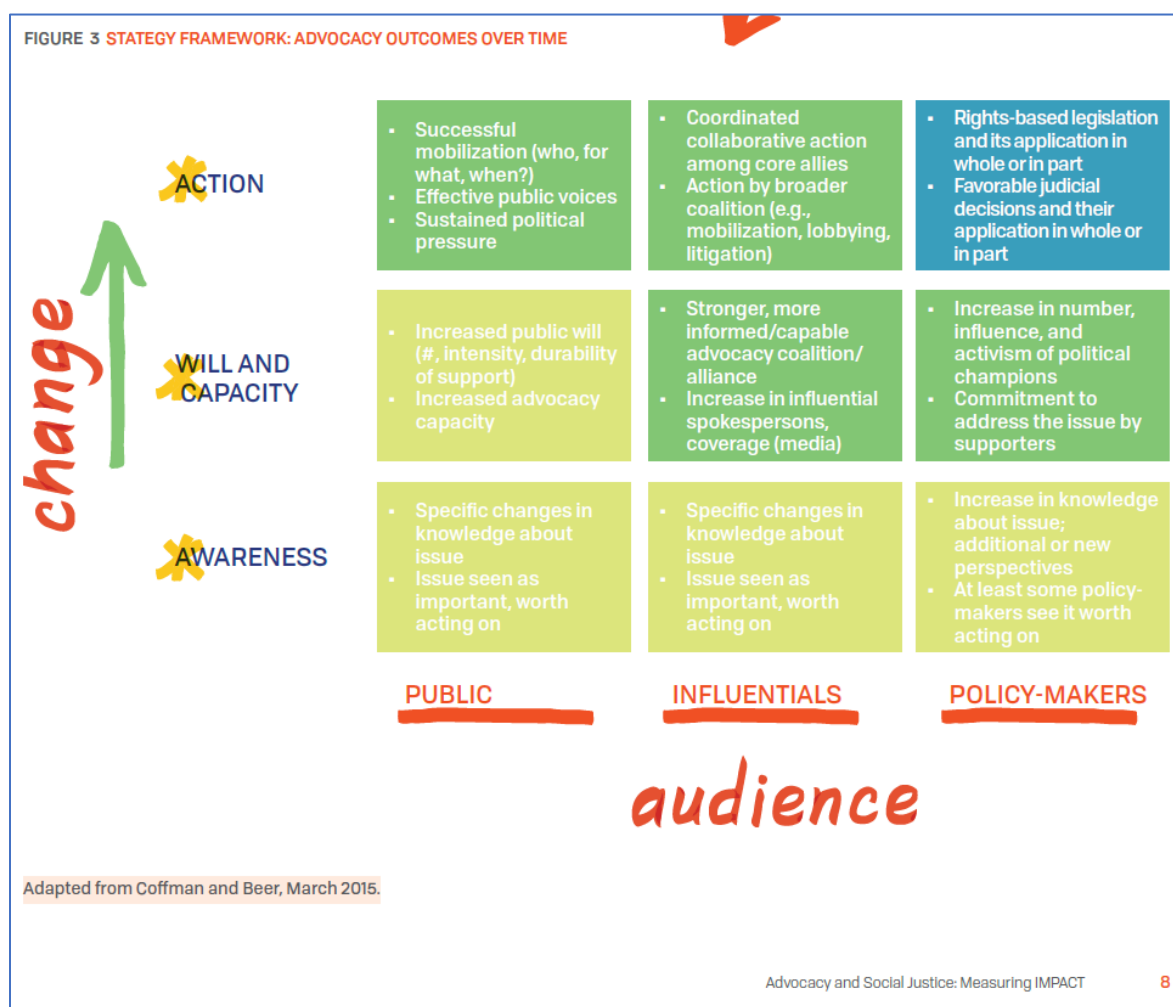 FIGURE 3 STATEGY FRAMEWORK: ADVOCACY OUTCOMES OVER TIME
change
ACTION
▪ Successful
mobilization (who, for
what, when?)
▪ Effective public voices
▪ Sustained political
pressure
▪ Coordinated
collaborative action
among core allies
▪ Action by broader
coalition (e.g.,
mobilization, lobbying,
litigation)
▪ Rights-based legislation
and its application in
whole or in part
▪ Favorable judicial
decisions and their
application in whole or
in part
WILL AND
CAPACITY
▪ Increased public will
(#, intensity, durability
of support)
▪ Increased advocacy
capacity
▪ Stronger, more
informed/capable
advocacy coalition/
alliance
▪ Increase in influential
spokespersons,
coverage (media)
▪ Increase in number,
influence, and
activism of political
champions
▪ Commitment to
address the issue by
supporters
AWARENESS
▪ Specific changes in
knowledge about
issue
▪ Issue seen as
important, worth
acting on
▪ Specific changes in
knowledge about
issue
▪ Issue seen as
important, worth
acting on
▪ Increase in knowledge
about issue;
additional or new
perspectives
▪ At least some policy-
makers see it worth
acting on
PUBLIC
INFLUENTIALS
POLICY-MAKERS
audience
Adapted from Coffman and Beer, March 2015.
Advocacy and Social Justice: Measuring IMPACT 8